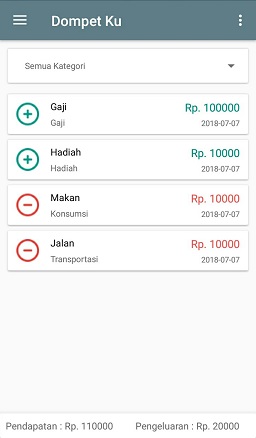 Dompet Ku
Semua Kategori
Gaji Rp. 100000
Gaji 2018-07-07
Hadiah Rp. 10000
Hadiah 2018-07-07
Makan Rp. 10000
Konsumsi 2018-07-07
Jalan Rp. 10000
Transportasi 2018-07-07
Pendapatan : Rp. 110000 Pengeluaran : Rp. 20000